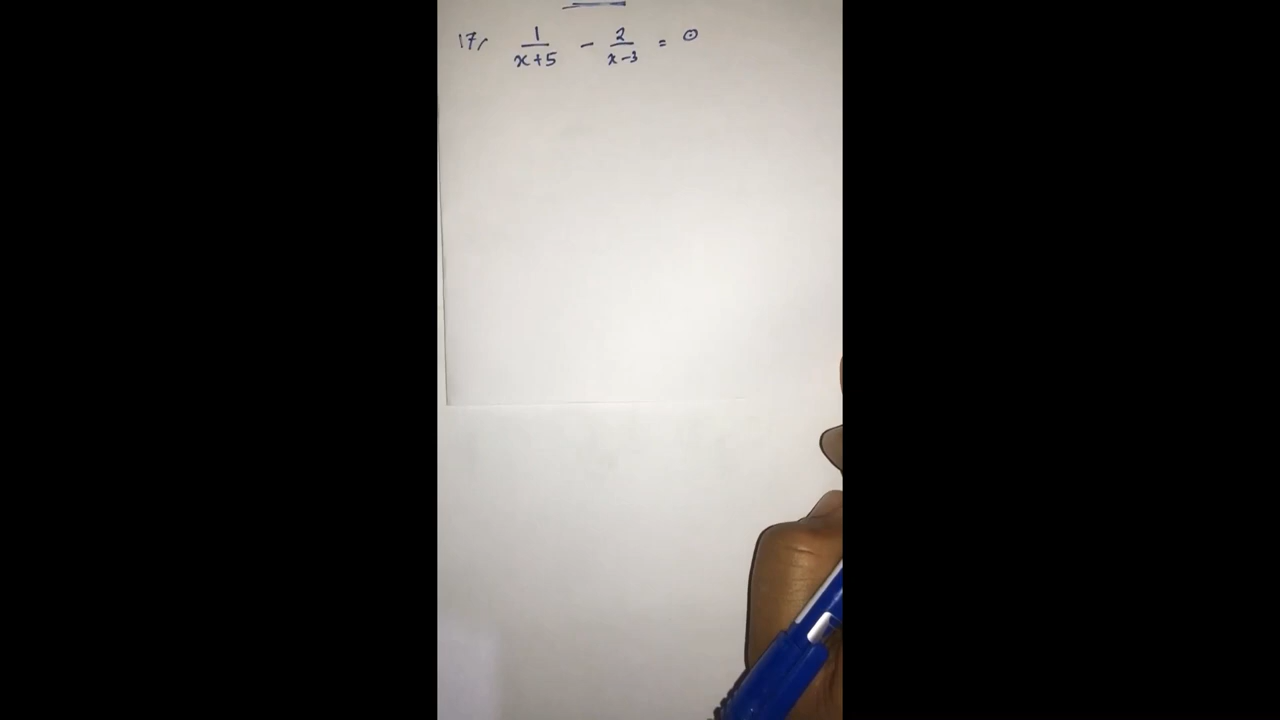 17, 1/(x+5) - 2/(x-3) = 0